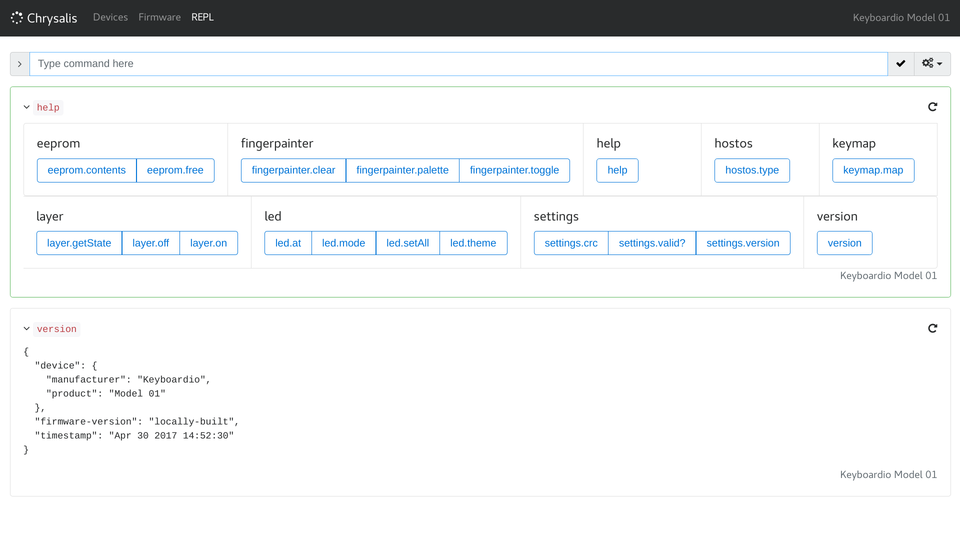 Chrysalis Devices Firmware REPL Keyboardio Model 01
Type command here
help
eeprom fingerpainter help hostos keymap
eeprom.contents eeprom.free fingerpainter.clear fingerpainter.palette fingerpainter.toggle help hostos.type keymap.map
layer led settings version
layer.getState layer.off layer.on led.at led.mode led.setAll led.theme settings.crc settings.valid? settings.version version
Keyboardio Model 01
version
{
"device": {
"manufacturer": "Keyboardio",
"product": "Model 01"
},
"firmware-version": "locally-built",
"timestamp": "Apr 30 2017 14:52:30"
}
Keyboardio Model 01